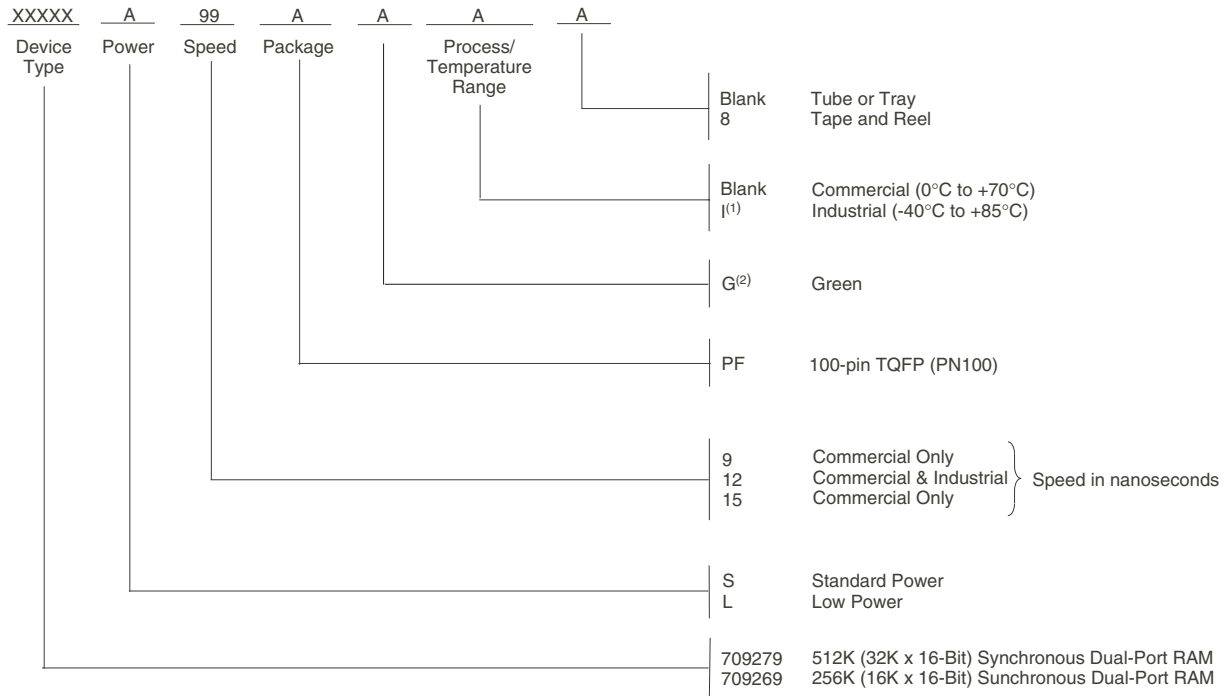 XXXXX A 99 A A A A
Device Type Power Speed Package Process/ Temperature Range
Blank Tube or Tray
8 Tape and Reel
Blank Commercial (0°C to +70°C)
I(1) Industrial (-40°C to +85°C)
G(2) Green
PF 100-pin TQFP (PN100)
9 Commercial Only
12 Commercial & Industrial Speed in nanoseconds
15 Commercial Only
S Standard Power
L Low Power
709279 512K (32K x 16-Bit) Synchronous Dual-Port RAM
709269 256K (16K x 16-Bit) Sunchronous Dual-Port RAM